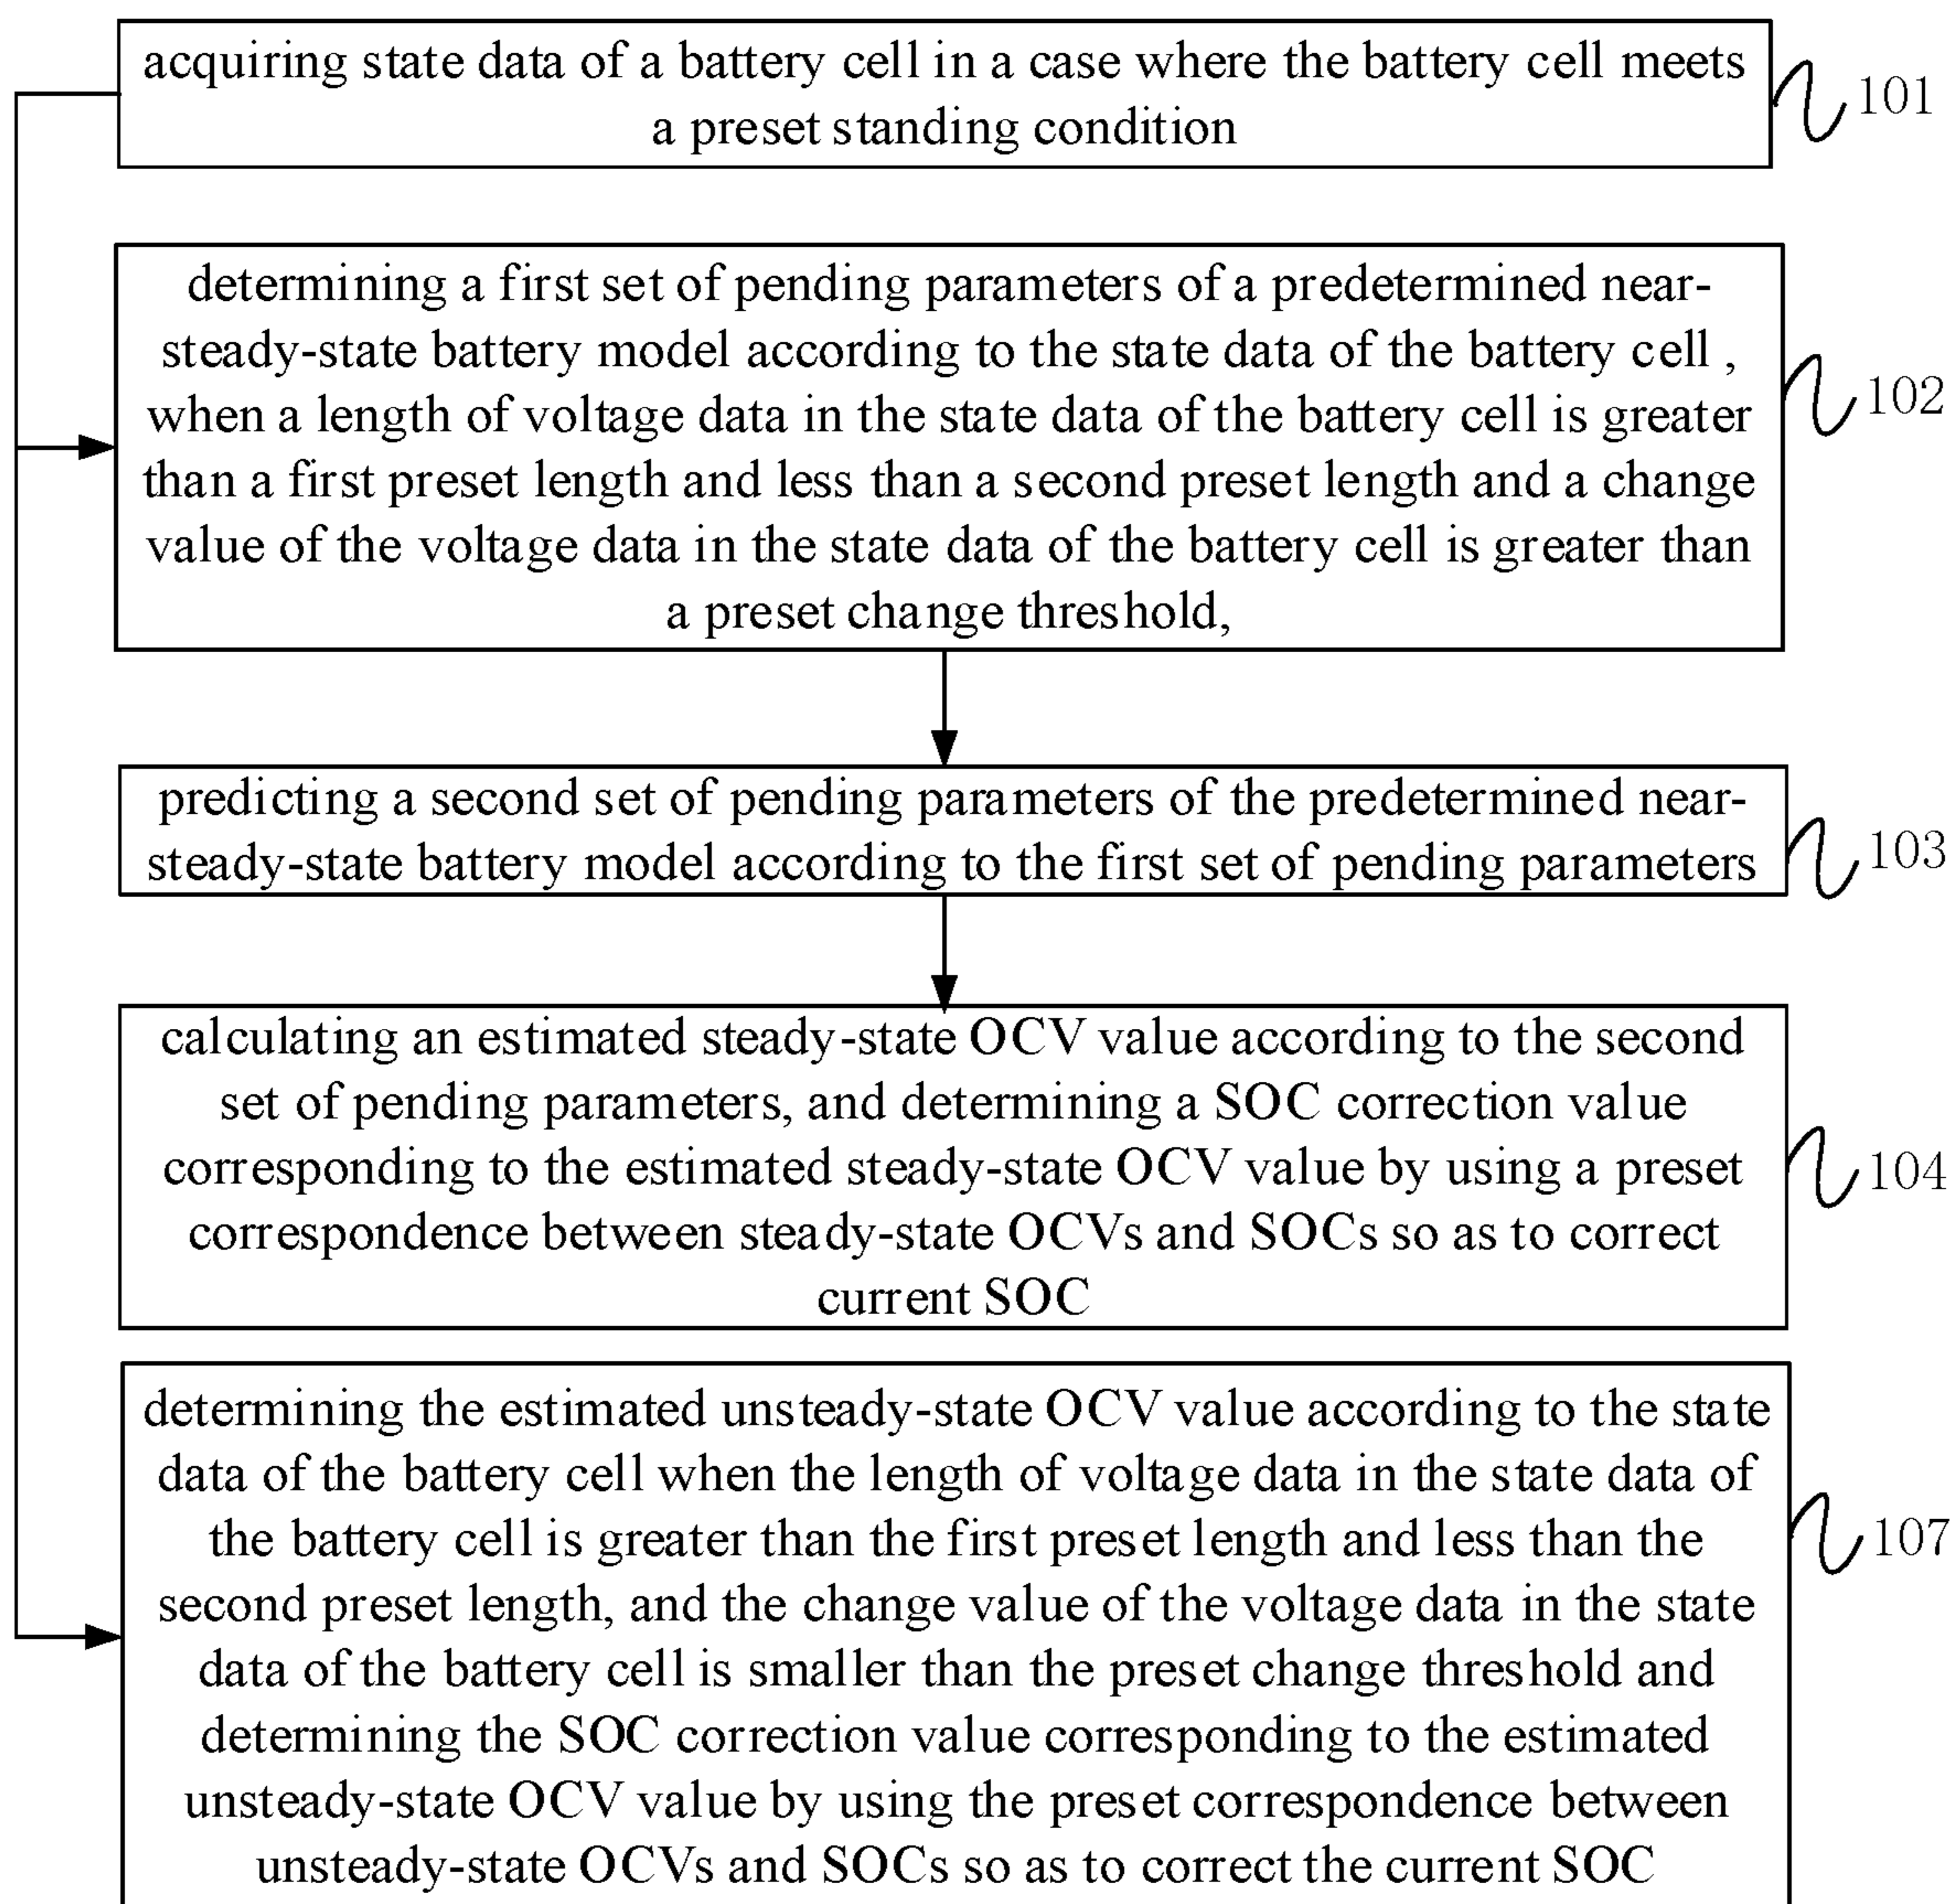 acquiring state data of a battery cell in a case where the battery cell meets
a preset standing condition
101
determining a first set of pending parameters of a predetermined near-
steady-state battery model according to the state data of the battery cell ,
when a length of voltage data in the state data of the battery cell is greater
than a first preset length and less than a second preset length and a change
value of the voltage data in the state data of the battery cell is greater than
a preset change threshold,
102
predicting a second set of pending parameters of the predetermined near-
steady-state battery model according to the first set of pending parameters
103
calculating an estimated steady-state OCV value according to the second
set of pending parameters, and determining a SOC correction value
corresponding to the estimated steady-state OCV value by using a preset
correspondence between steady-state OCVs and SOCs so as to correct
current SOC
104
determining the estimated unsteady-state OCV value according to the state
data of the battery cell when the length of voltage data in the state data of
the battery cell is greater than the first preset length and less than the
second preset length, and the change value of the voltage data in the state
data of the battery cell is smaller than the preset change threshold and
determining the SOC correction value corresponding to the estimated
unsteady-state OCV value by using the preset correspondence between
unsteady-state OCVs and SOCs so as to correct the current SOC
107